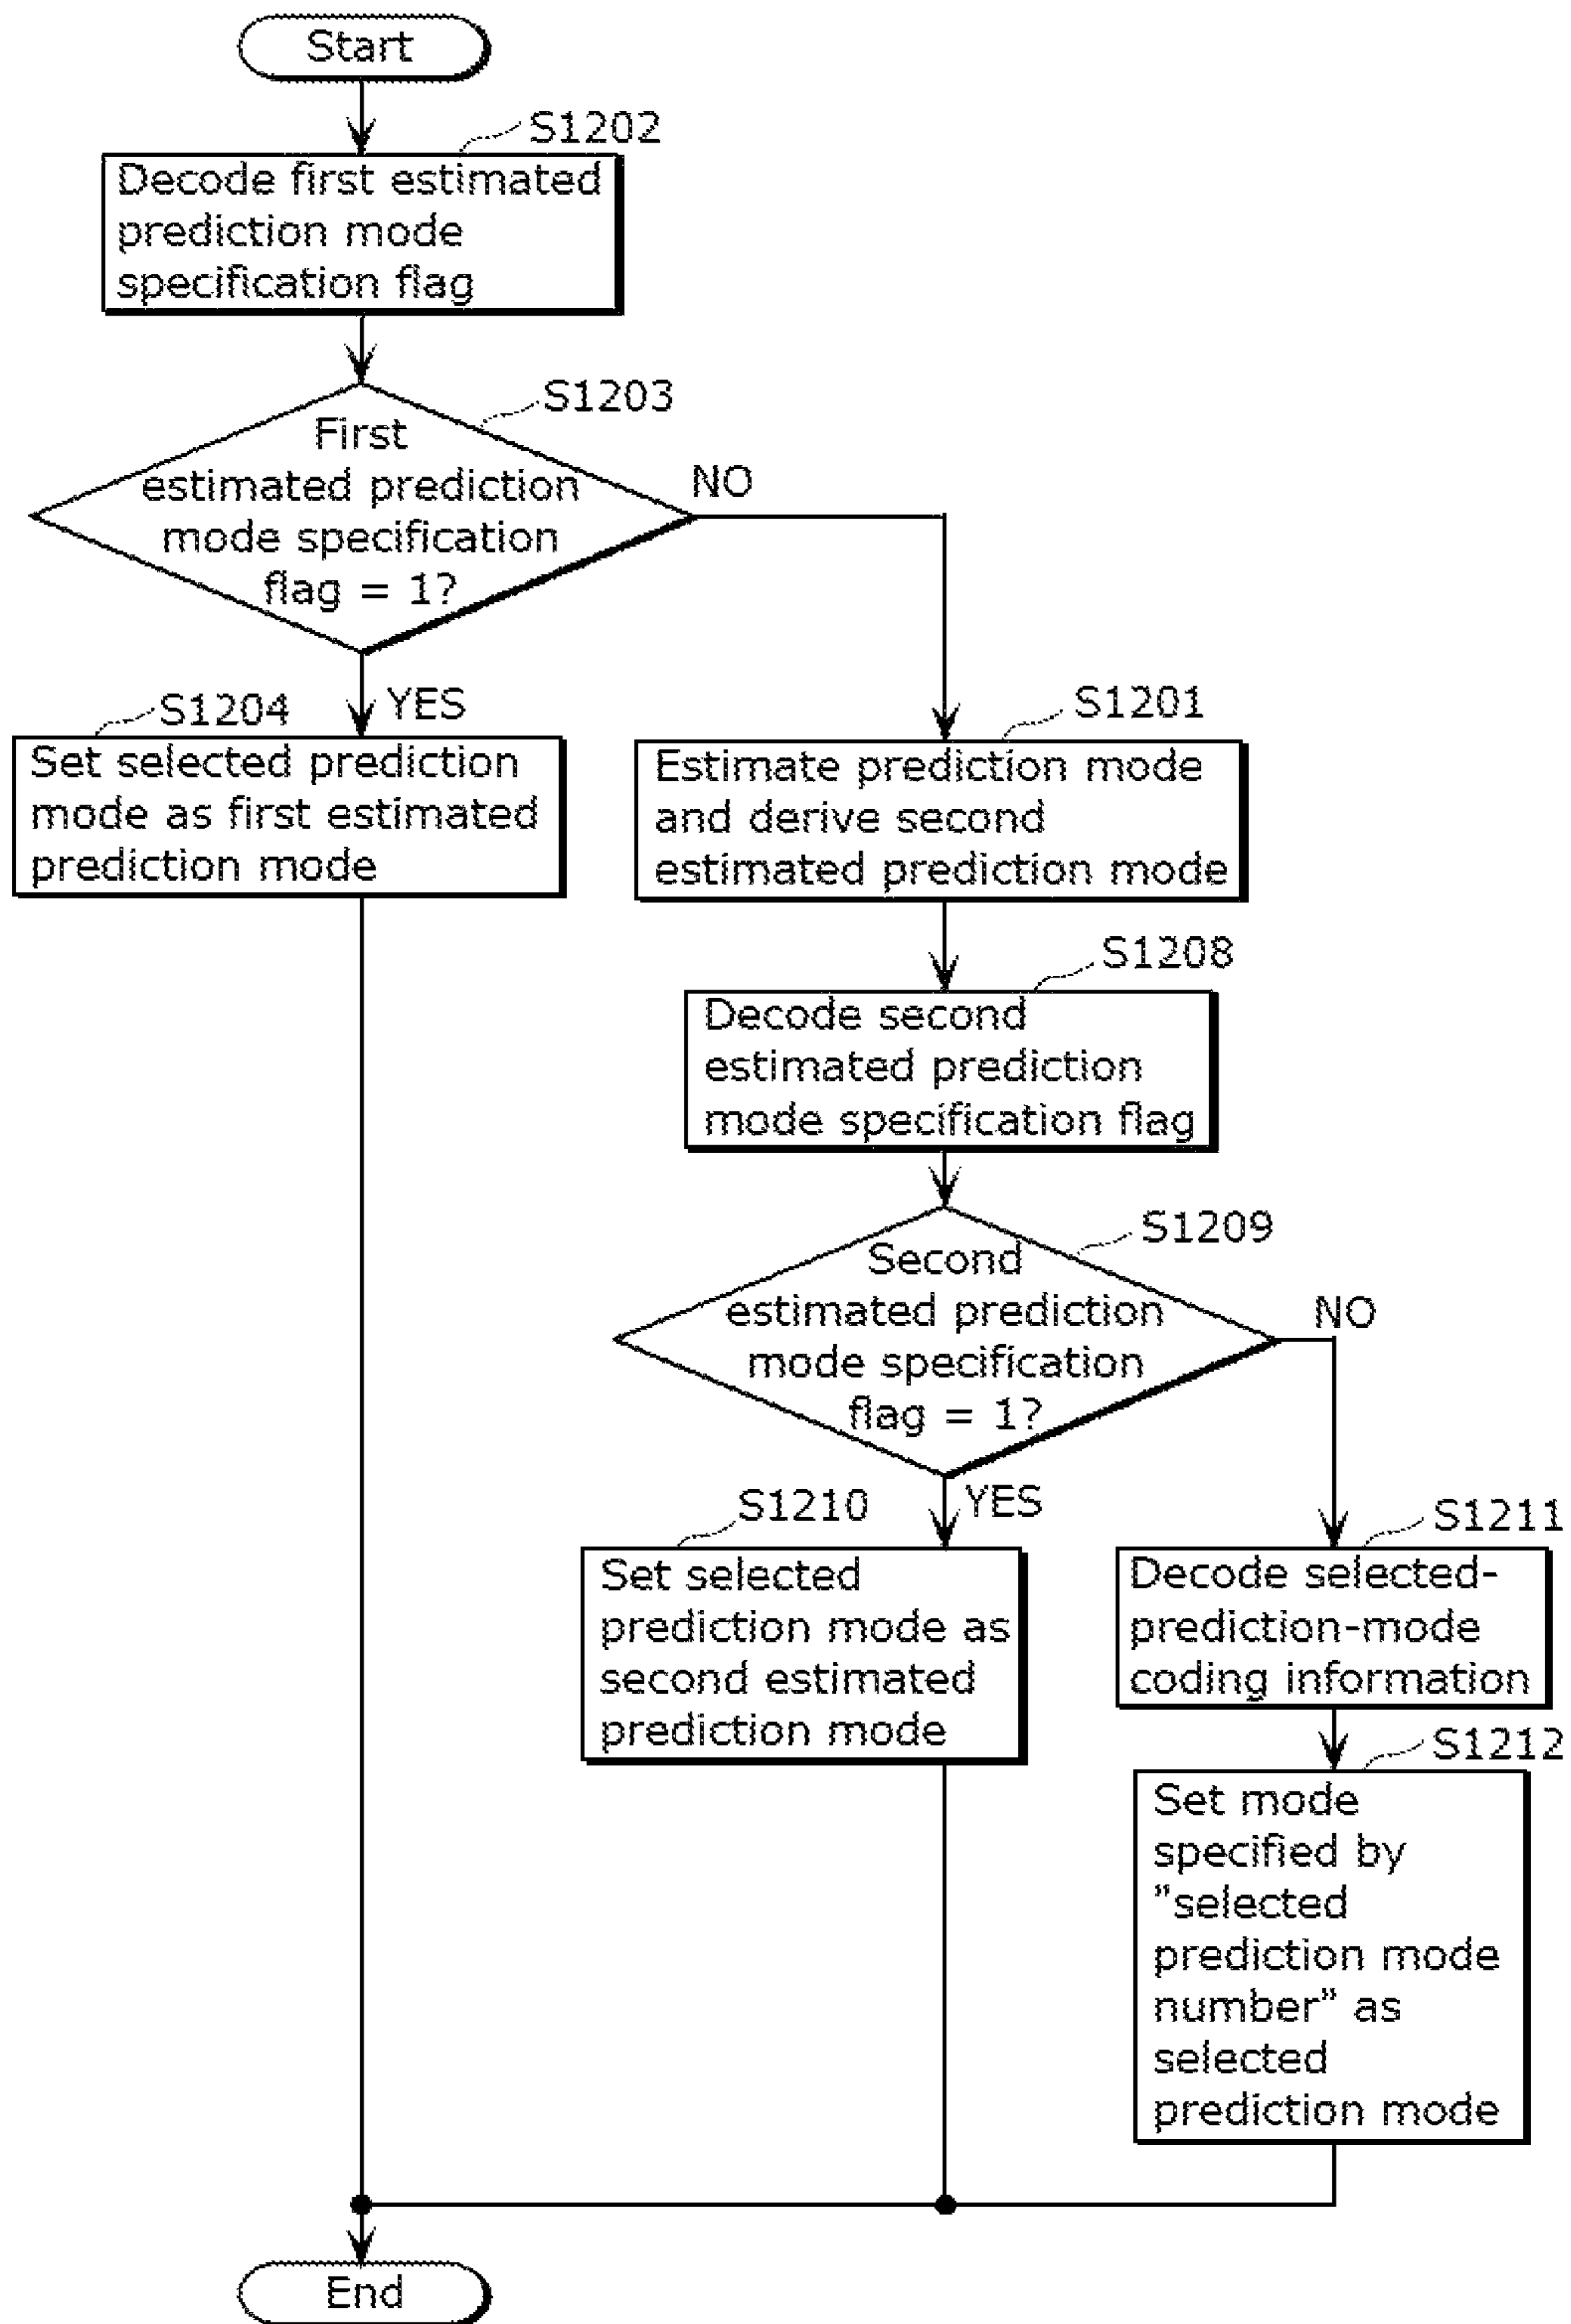 Start
S1202
Decode first estimated
prediction mode
specification flag
S1203
First
estimated prediction
mode specification
flag = 1?
NO
YES
S1204
Set selected prediction
mode as first estimated
prediction mode
S1201
Estimate prediction mode
and derive second
estimated prediction mode
S1208
Decode second
estimated prediction
mode specification flag
S1209
Second
estimated prediction
mode specification
flag = 1?
NO
YES
S1210
Set selected
prediction mode as
second estimated
prediction mode
S1211
Decode selected-
prediction-mode
coding information
S1212
Set mode
specified by
"selected
prediction mode
number" as
selected
prediction mode
End